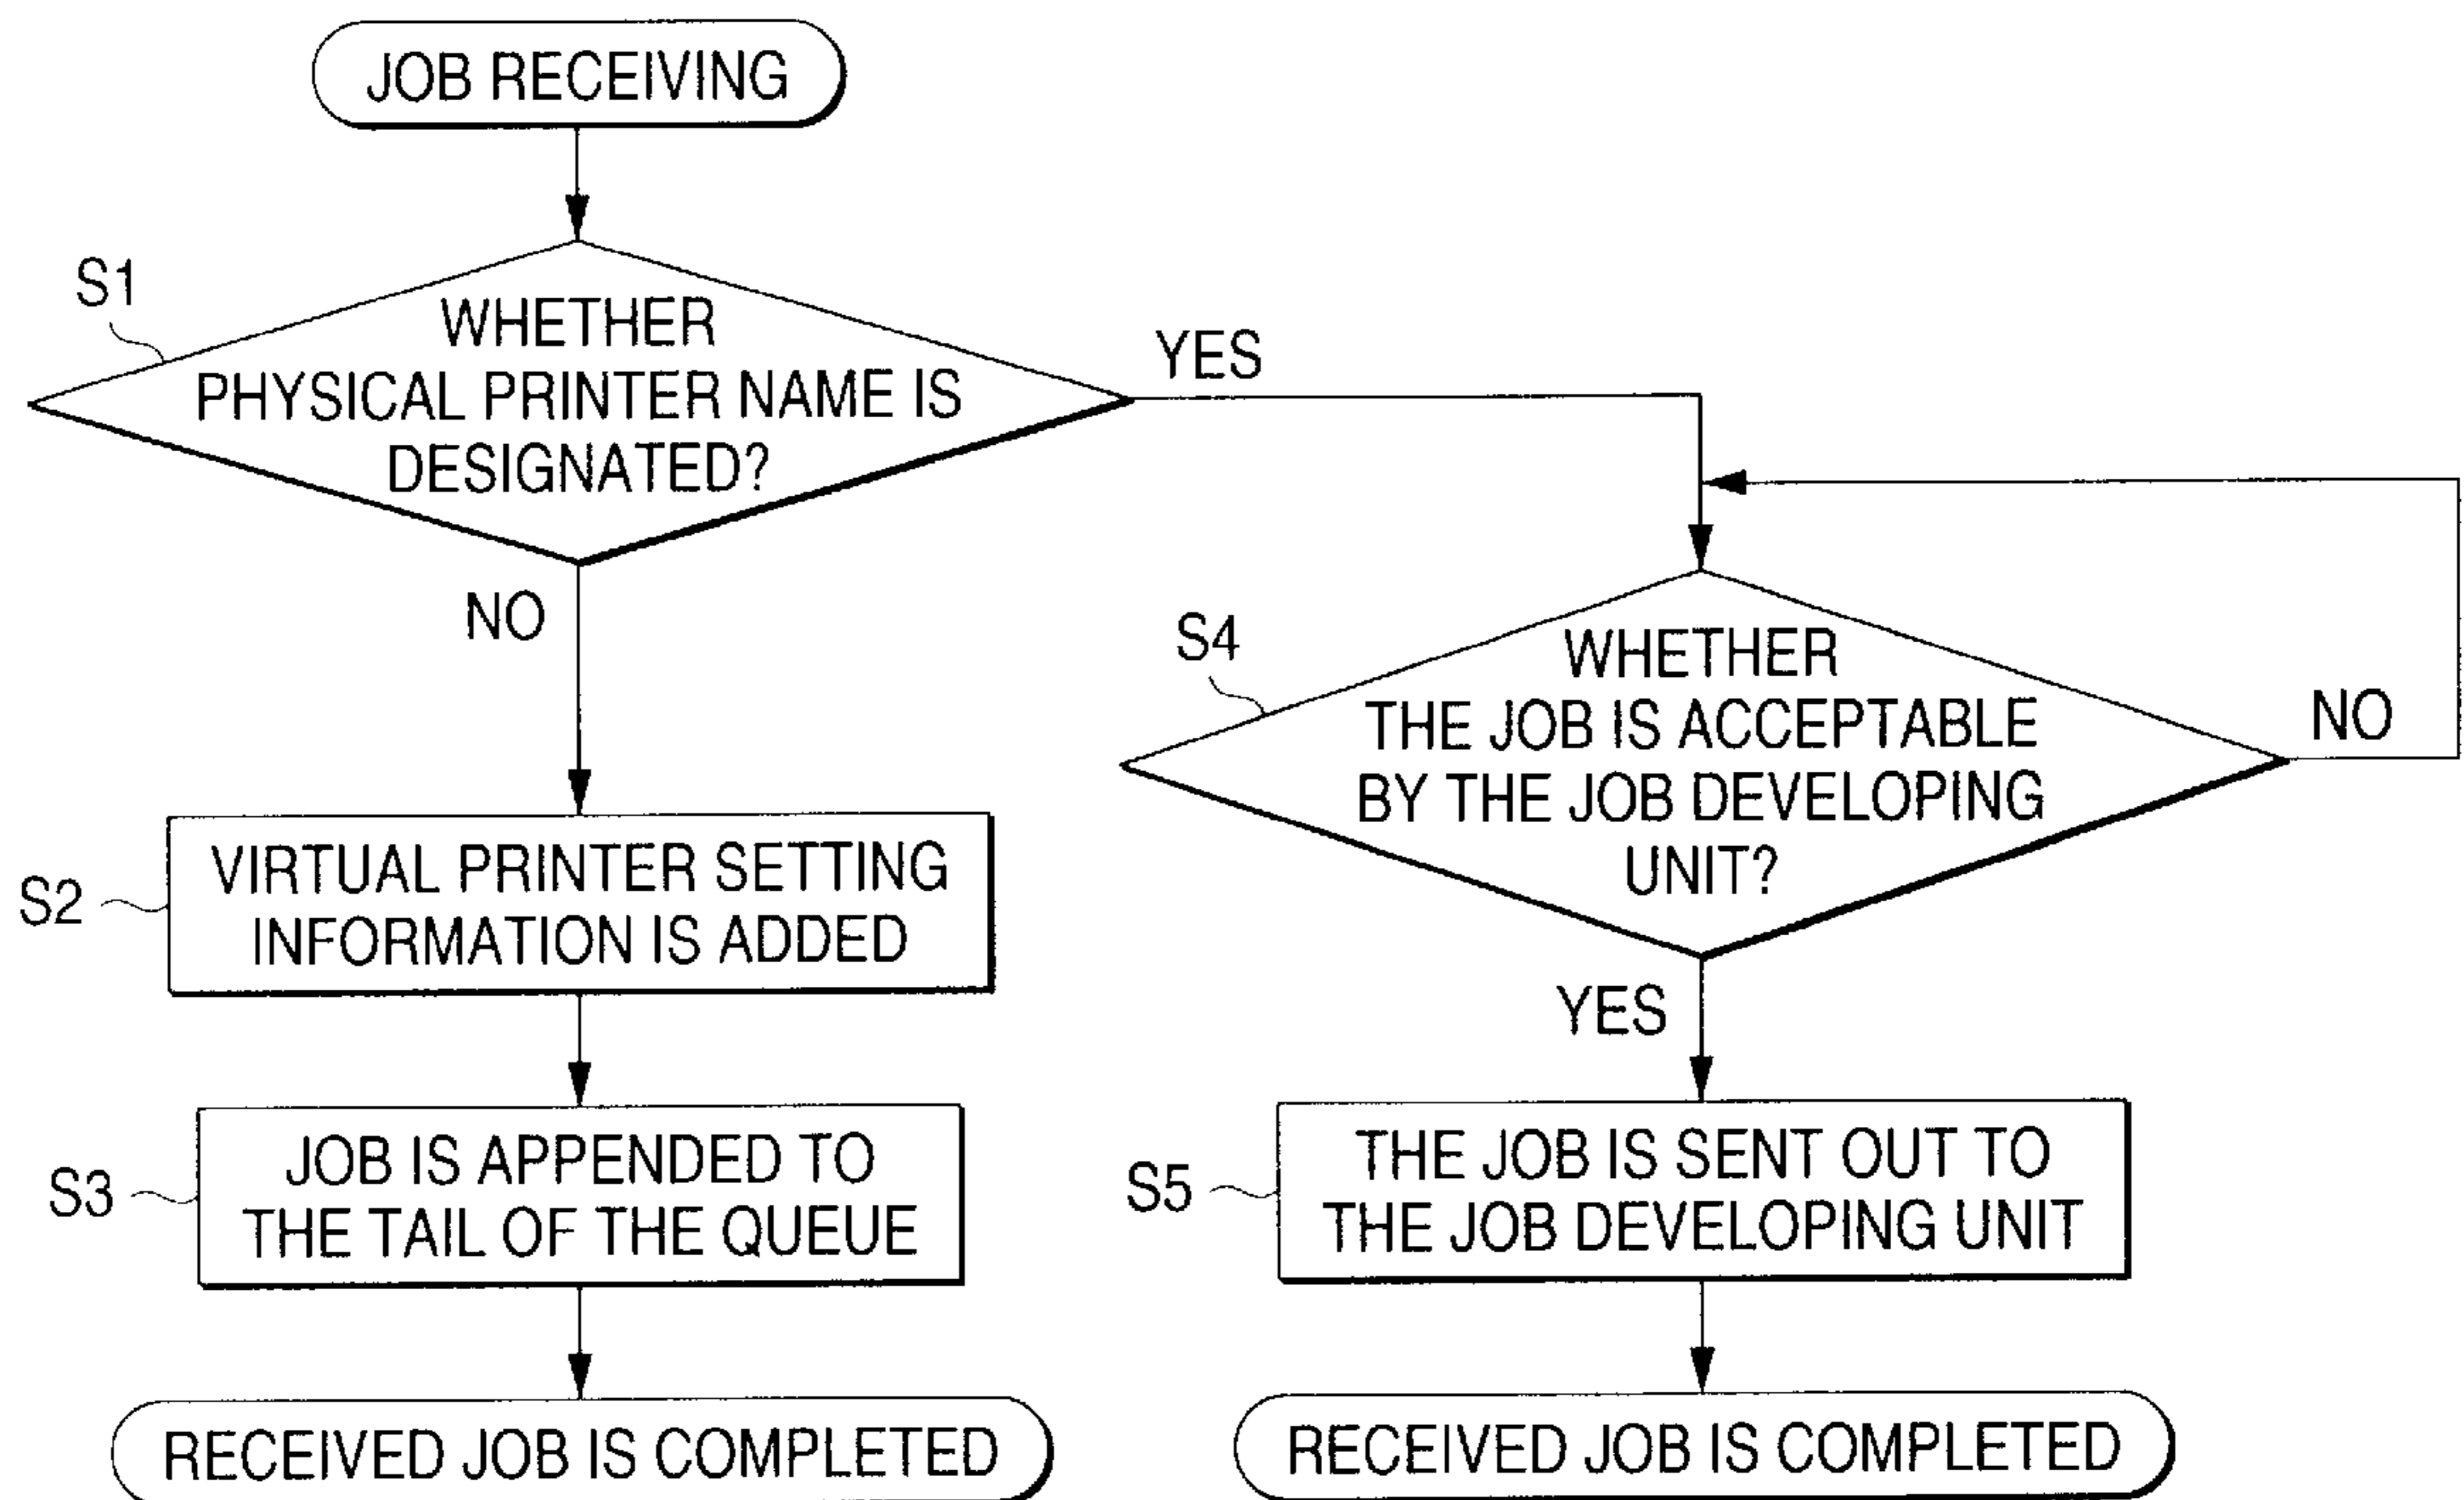 JOB RECEIVING
S1
WHETHER
PHYSICAL PRINTER NAME IS
DESIGNATED?
YES
NO
S2
VIRTUAL PRINTER SETTING
INFORMATION IS ADDED
S3
JOB IS APPENDED TO
THE TAIL OF THE QUEUE
RECEIVED JOB IS COMPLETED
S4
WHETHER
THE JOB IS ACCEPTABLE
BY THE JOB DEVELOPING
UNIT?
NO
YES
S5
THE JOB IS SENT OUT TO
THE JOB DEVELOPING UNIT
RECEIVED JOB IS COMPLETED